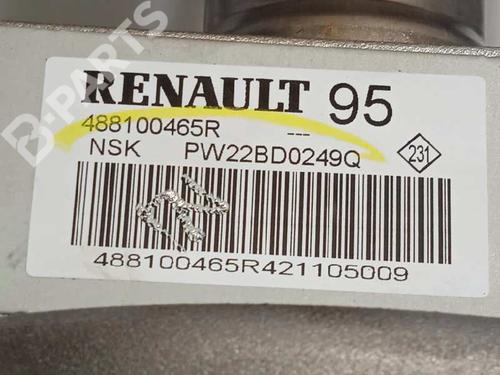 B-PARTS
RENAULT 95
488100465R ---
NSK PW22BD0249Q 231
488100465R421105009